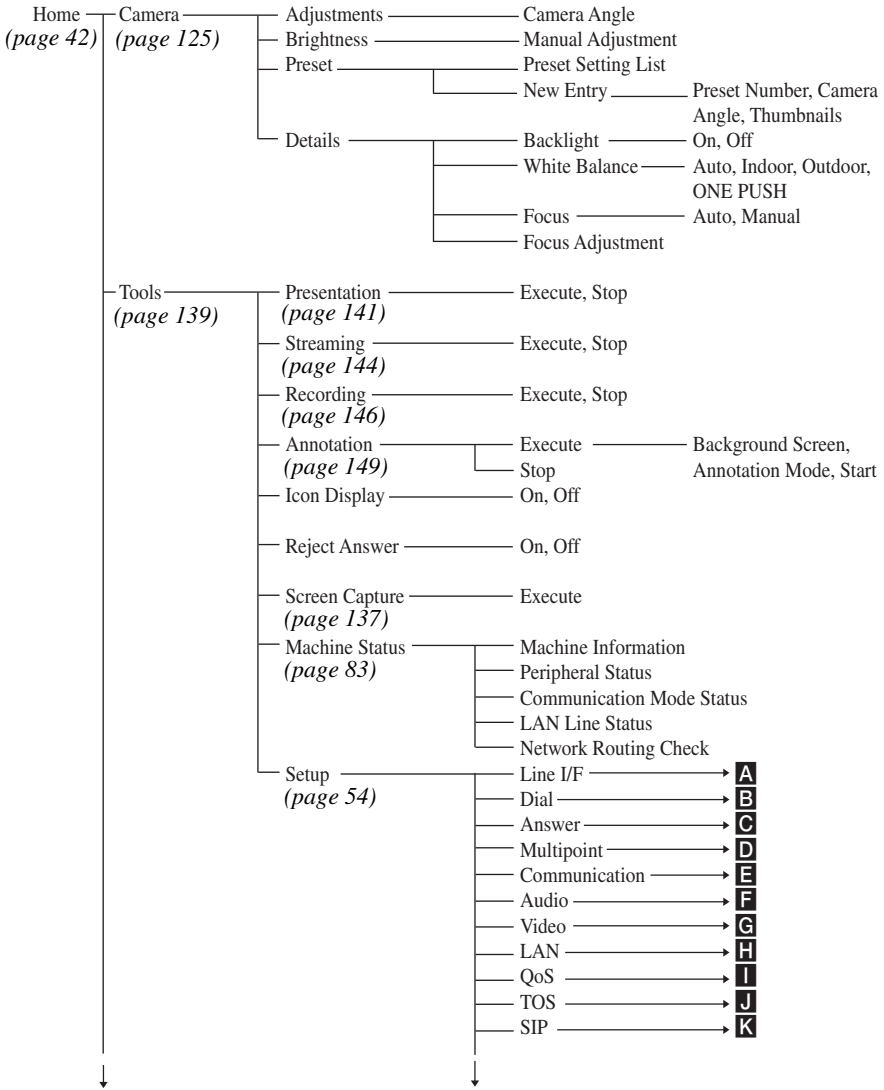 Home Camera Adjustments Camera Angle
(page 42) (page 125) Brightness Manual Adjustment
Preset Preset Setting List
New Entry Preset Number, Camera
Angle, Thumbnails
Details Backlight On, Off
White Balance Auto, Indoor, Outdoor,
ONE PUSH
Focus Auto, Manual
Focus Adjustment
Tools Presentation Execute, Stop
(page 139) (page 141)
Streaming Execute, Stop
(page 144)
Recording Execute, Stop
(page 146)
Annotation Execute Background Screen,
(page 149) Stop Annotation Mode, Start
Icon Display On, Off
Reject Answer On, Off
Screen Capture Execute
(page 137)
Machine Status Machine Information
(page 83) Peripheral Status
Communication Mode Status
LAN Line Status
Network Routing Check
Setup Line I/F A
(page 54) Dial B
Answer C
Multipoint D
Communication E
Audio F
Video G
LAN H
QoS I
TOS J
SIP K